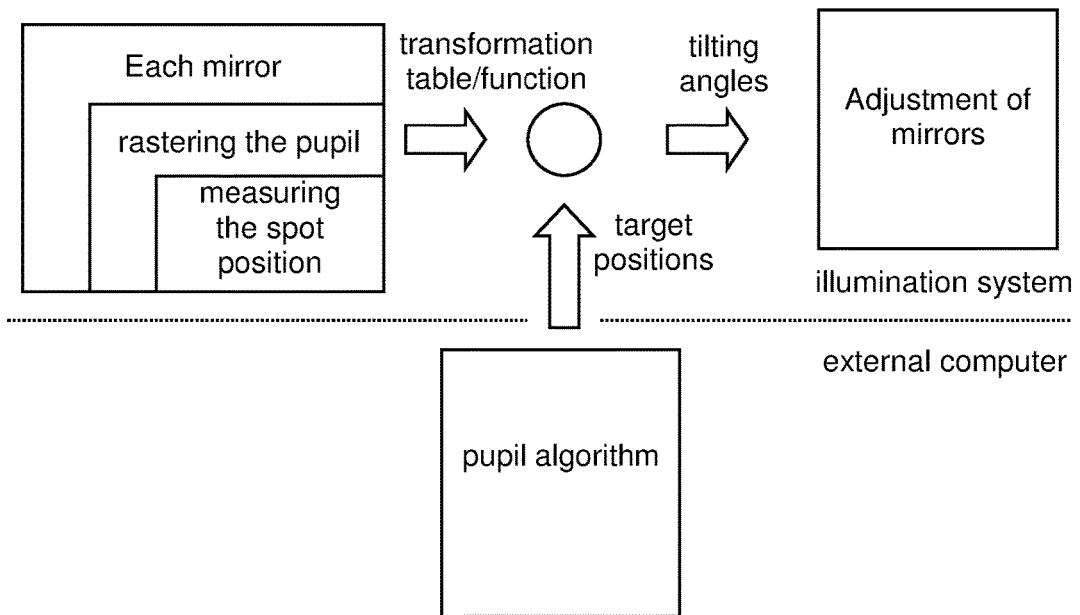 Each mirror
rastering the pupil
measuring
the spot
position
transformation
table/function
tilting
angles
Adjustment of
mirrors
target
positions
illumination system
external computer
pupil algorithm